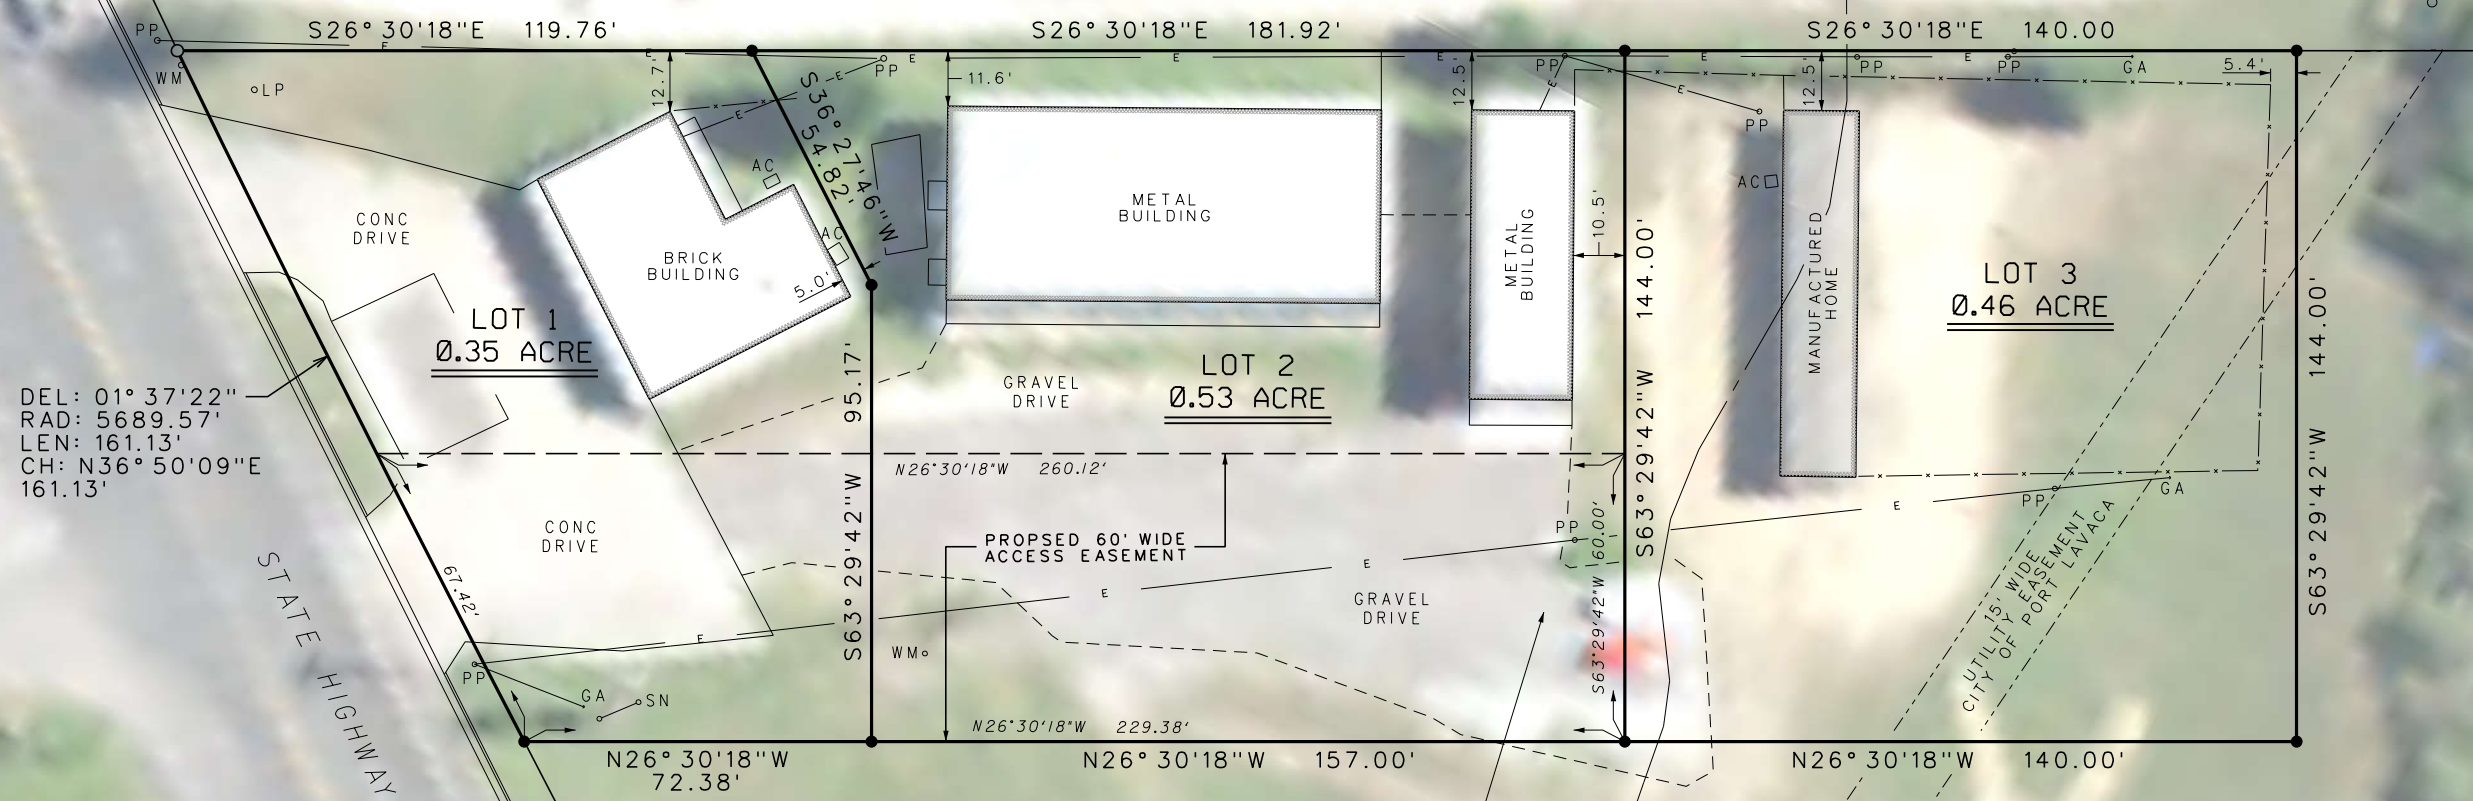 S26°30'18"E 119.76'
S26°30'18"E 181.92'
S26°30'18"E 140.00
PP
E
E
E
PP
E
E
PP
E
PP
E
PP
GA
5.4'
WM
LP
12.7'
E
E
11.6'
12.5'
E
PP
12.5'
S36°27'46"W
54.82'
AC
AC
AC
CONC
DRIVE
BRICK
BUILDING
5.0'
METAL
BUILDING
METAL
BUILDING
10.5'
144.00'
S63°29'42"W
MANUFACTURED
HOME
LOT 3
0.46 ACRE
144.00'
S63°29'42"W
LOT 1
0.35 ACRE
95.17'
S63°29'42"W
GRAVEL
DRIVE
LOT 2
0.53 ACRE
DEL: 01°37'22"
RAD: 5689.57'
LEN: 161.13'
CH: N36°50'09"E
161.13'
N26°30'18"W 260.12'
CONC
DRIVE
PROPSED 60' WIDE
ACCESS EASEMENT
PP
60.00'
S63°29'42"W
E
PP
GA
15' WIDE
UTILITY EASEMENT
CITY OF PORT LAVACA
67.42'
E
E
E
GRAVEL
DRIVE
STATE HIGHWAY
WM
PP
GA
SN
N26°30'18"W 229.38'
N26°30'18"W
72.38'
N26°30'18"W 157.00'
N26°30'18"W 140.00'